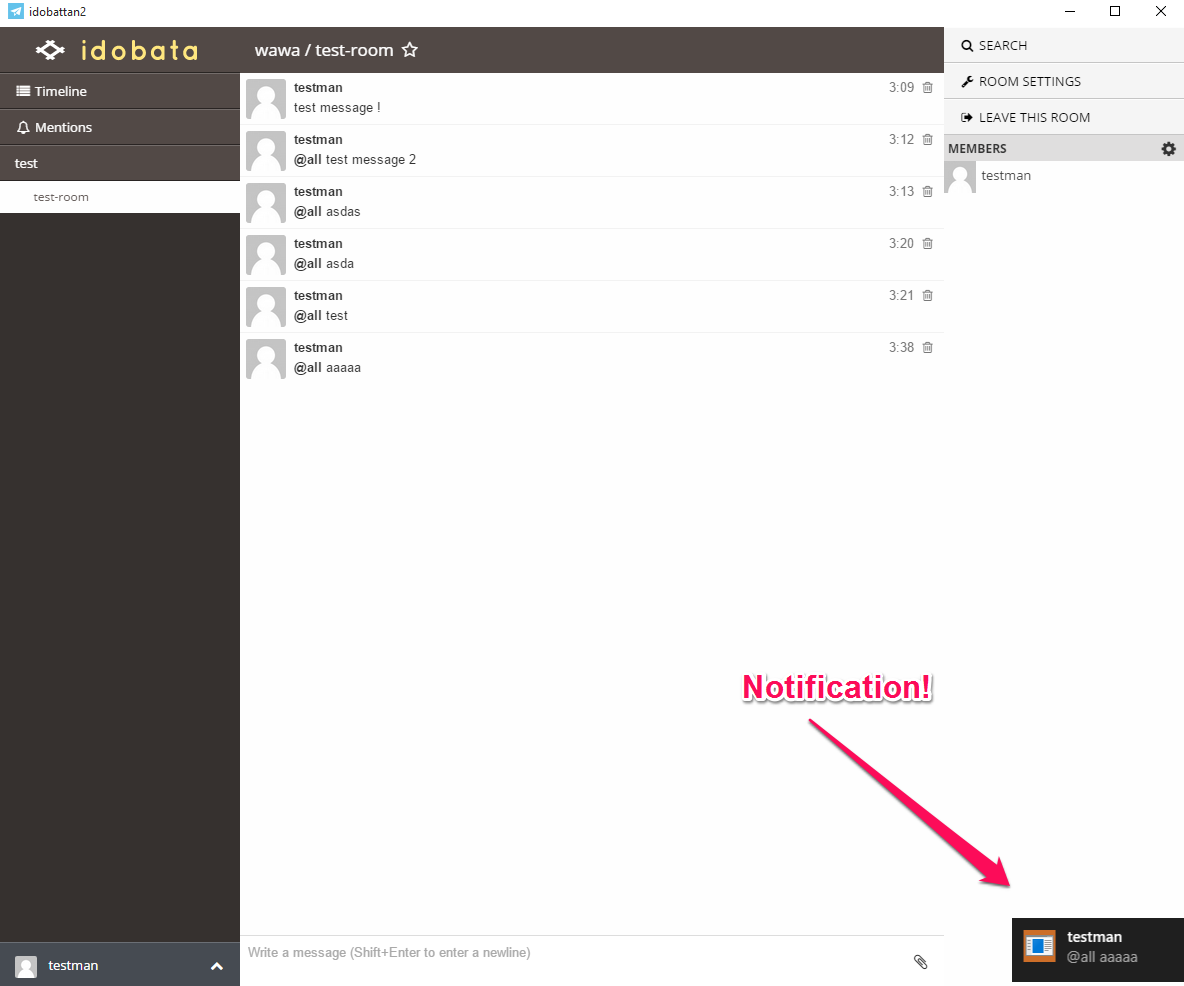 idobattan2
idobata
wawa / test-room
Timeline
Mentions
test
test-room
testman
3:09
test message !
testman
3:12
@all test message 2
testman
3:13
@all asdas
testman
3:20
@all asda
testman
3:21
@all test
testman
3:38
@all aaaaa
SEARCH
ROOM SETTINGS
LEAVE THIS ROOM
MEMBERS
testman
Notification!
testman
@all aaaaa
Write a message (Shift+Enter to enter a newline)
testman